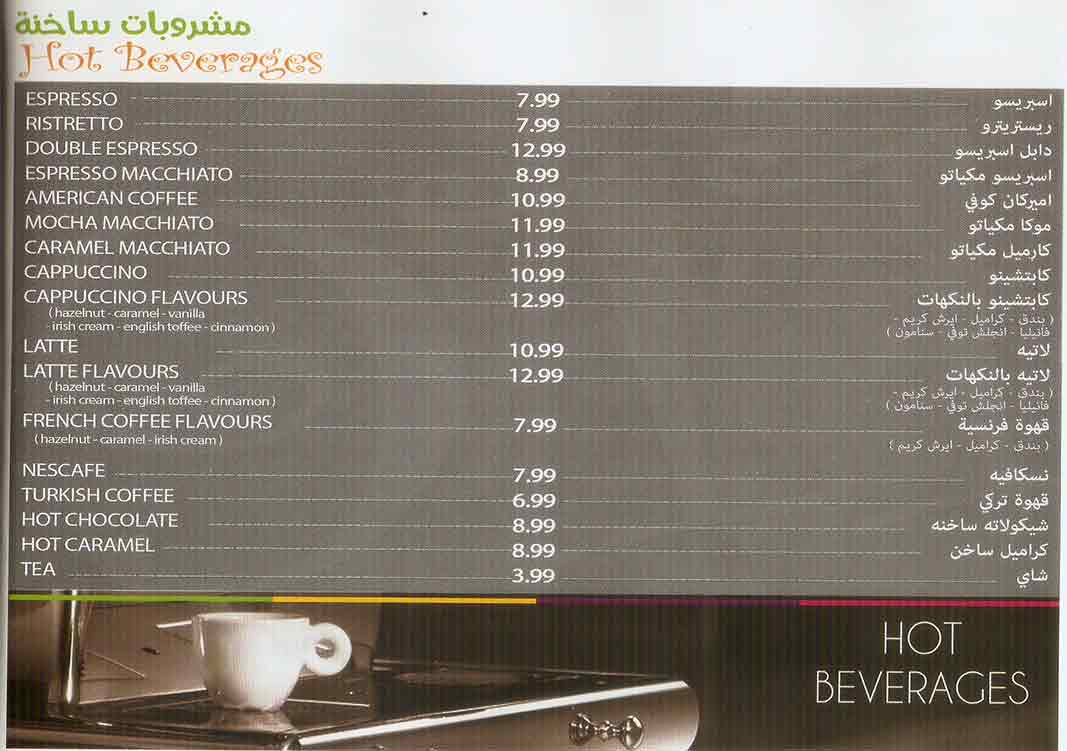 مشروبات ساخنة
Hot Beverages
ESPRESSO 7.99 اسبريسو
RISTRETTO 7.99 ريستريترو
DOUBLE ESPRESSO 12.99 دابل اسبريسو
ESPRESSO MACCHIATO 8.99 اسبريسو مكياتو
AMERICAN COFFEE 10.99 اميركان كوفي
MOCHA MACCHIATO 11.99 موكا مكياتو
CARAMEL MACCHIATO 11.99 كارميل مكياتو
CAPPUCCINO 10.99 كابتشينو
CAPPUCCINO FLAVOURS 12.99 كابتشينو بالنكهات
( hazelnut - caramel - vanilla ( بندق - كراميل - ايرش كريم -
- irish cream - english toffee - cinnamon ) فانيليا - انجلش توفي - سنامون )
LATTE 10.99 لاتيه
LATTE FLAVOURS 12.99 لاتيه بالنكهات
( hazelnut - caramel - vanilla ( بندق - كراميل - ايرش كريم -
- irish cream - english toffee - cinnamon ) فانيليا - انجلش توفي - سنامون )
FRENCH COFFEE FLAVOURS 7.99 قهوة فرنسية
( hazelnut - caramel - irish cream ) ( بندق - كراميل - ايرش كريم )
NESCAFE 7.99 نسكافيه
TURKISH COFFEE 6.99 قهوة تركي
HOT CHOCOLATE 8.99 شيكولاته ساخنه
HOT CARAMEL 8.99 كراميل ساخن
TEA 3.99 شاي
HOT
BEVERAGES